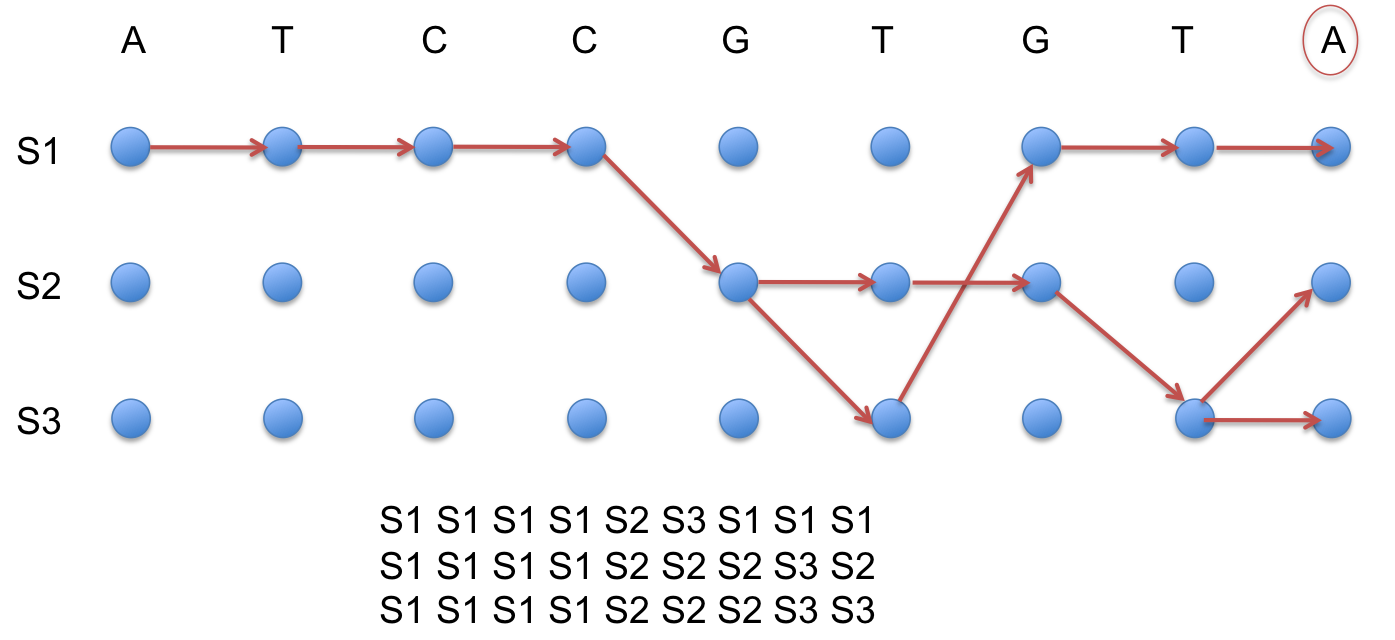 A T C C G T G T A
S1
S2
S3
S1 S1 S1 S1 S2 S3 S1 S1 S1
S1 S1 S1 S1 S2 S2 S2 S3 S2
S1 S1 S1 S1 S2 S2 S2 S3 S3